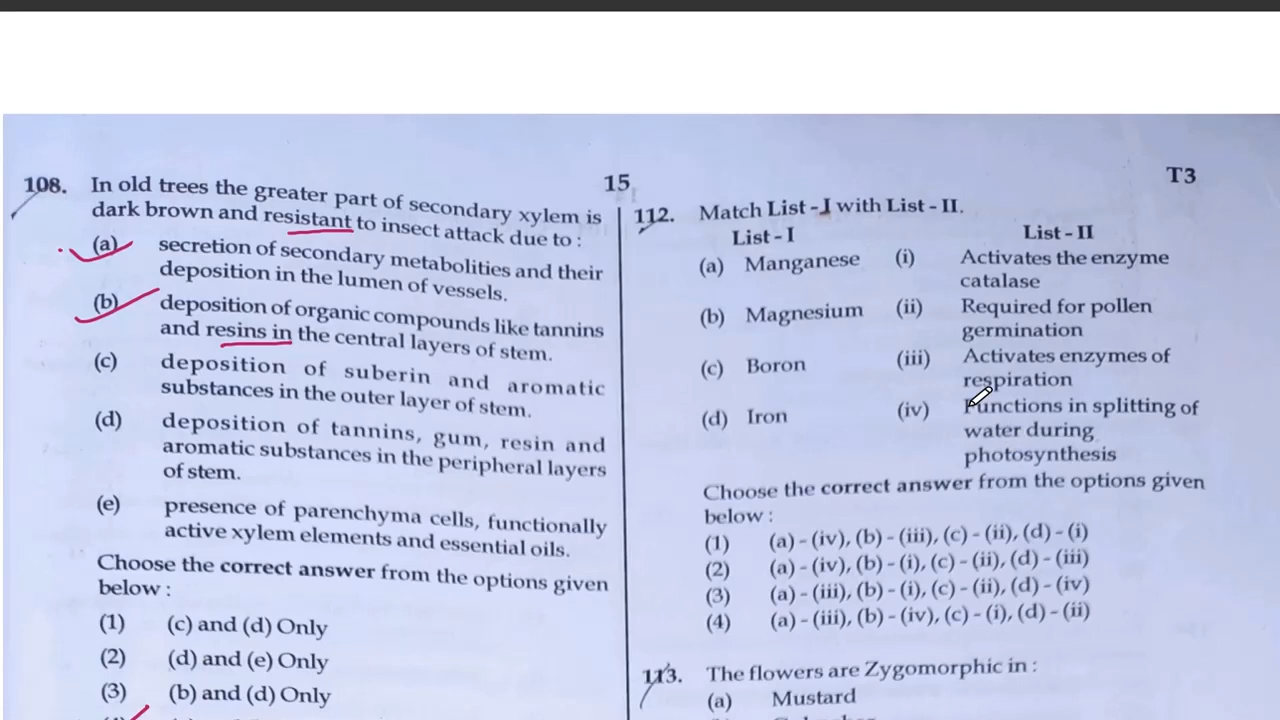 15
T3
108. In old trees the greater part of secondary xylem is
dark brown and resistant to insect attack due to :
(a) secretion of secondary metabolities and their
deposition in the lumen of vessels.
(b) deposition of organic compounds like tannins
and resins in the central layers of stem.
(c) deposition of suberin and aromatic
substances in the outer layer of stem.
(d) deposition of tannins, gum, resin and
aromatic substances in the peripheral layers
of stem.
(e) presence of parenchyma cells, functionally
active xylem elements and essential oils.
Choose the correct answer from the options given
below :
(1) (c) and (d) Only
(2) (d) and (e) Only
(3) (b) and (d) Only
112. Match List - I with List - II.
List - I List - II
(a) Manganese (i) Activates the enzyme
catalase
(b) Magnesium (ii) Required for pollen
germination
(c) Boron (iii) Activates enzymes of
respiration
(d) Iron (iv) Functions in splitting of
water during
photosynthesis
Choose the correct answer from the options given
below :
(1) (a) - (iv), (b) - (iii), (c) - (ii), (d) - (i)
(2) (a) - (iv), (b) - (i), (c) - (ii), (d) - (iii)
(3) (a) - (iii), (b) - (i), (c) - (ii), (d) - (iv)
(4) (a) - (iii), (b) - (iv), (c) - (i), (d) - (ii)
113. The flowers are Zygomorphic in :
(a) Mustard